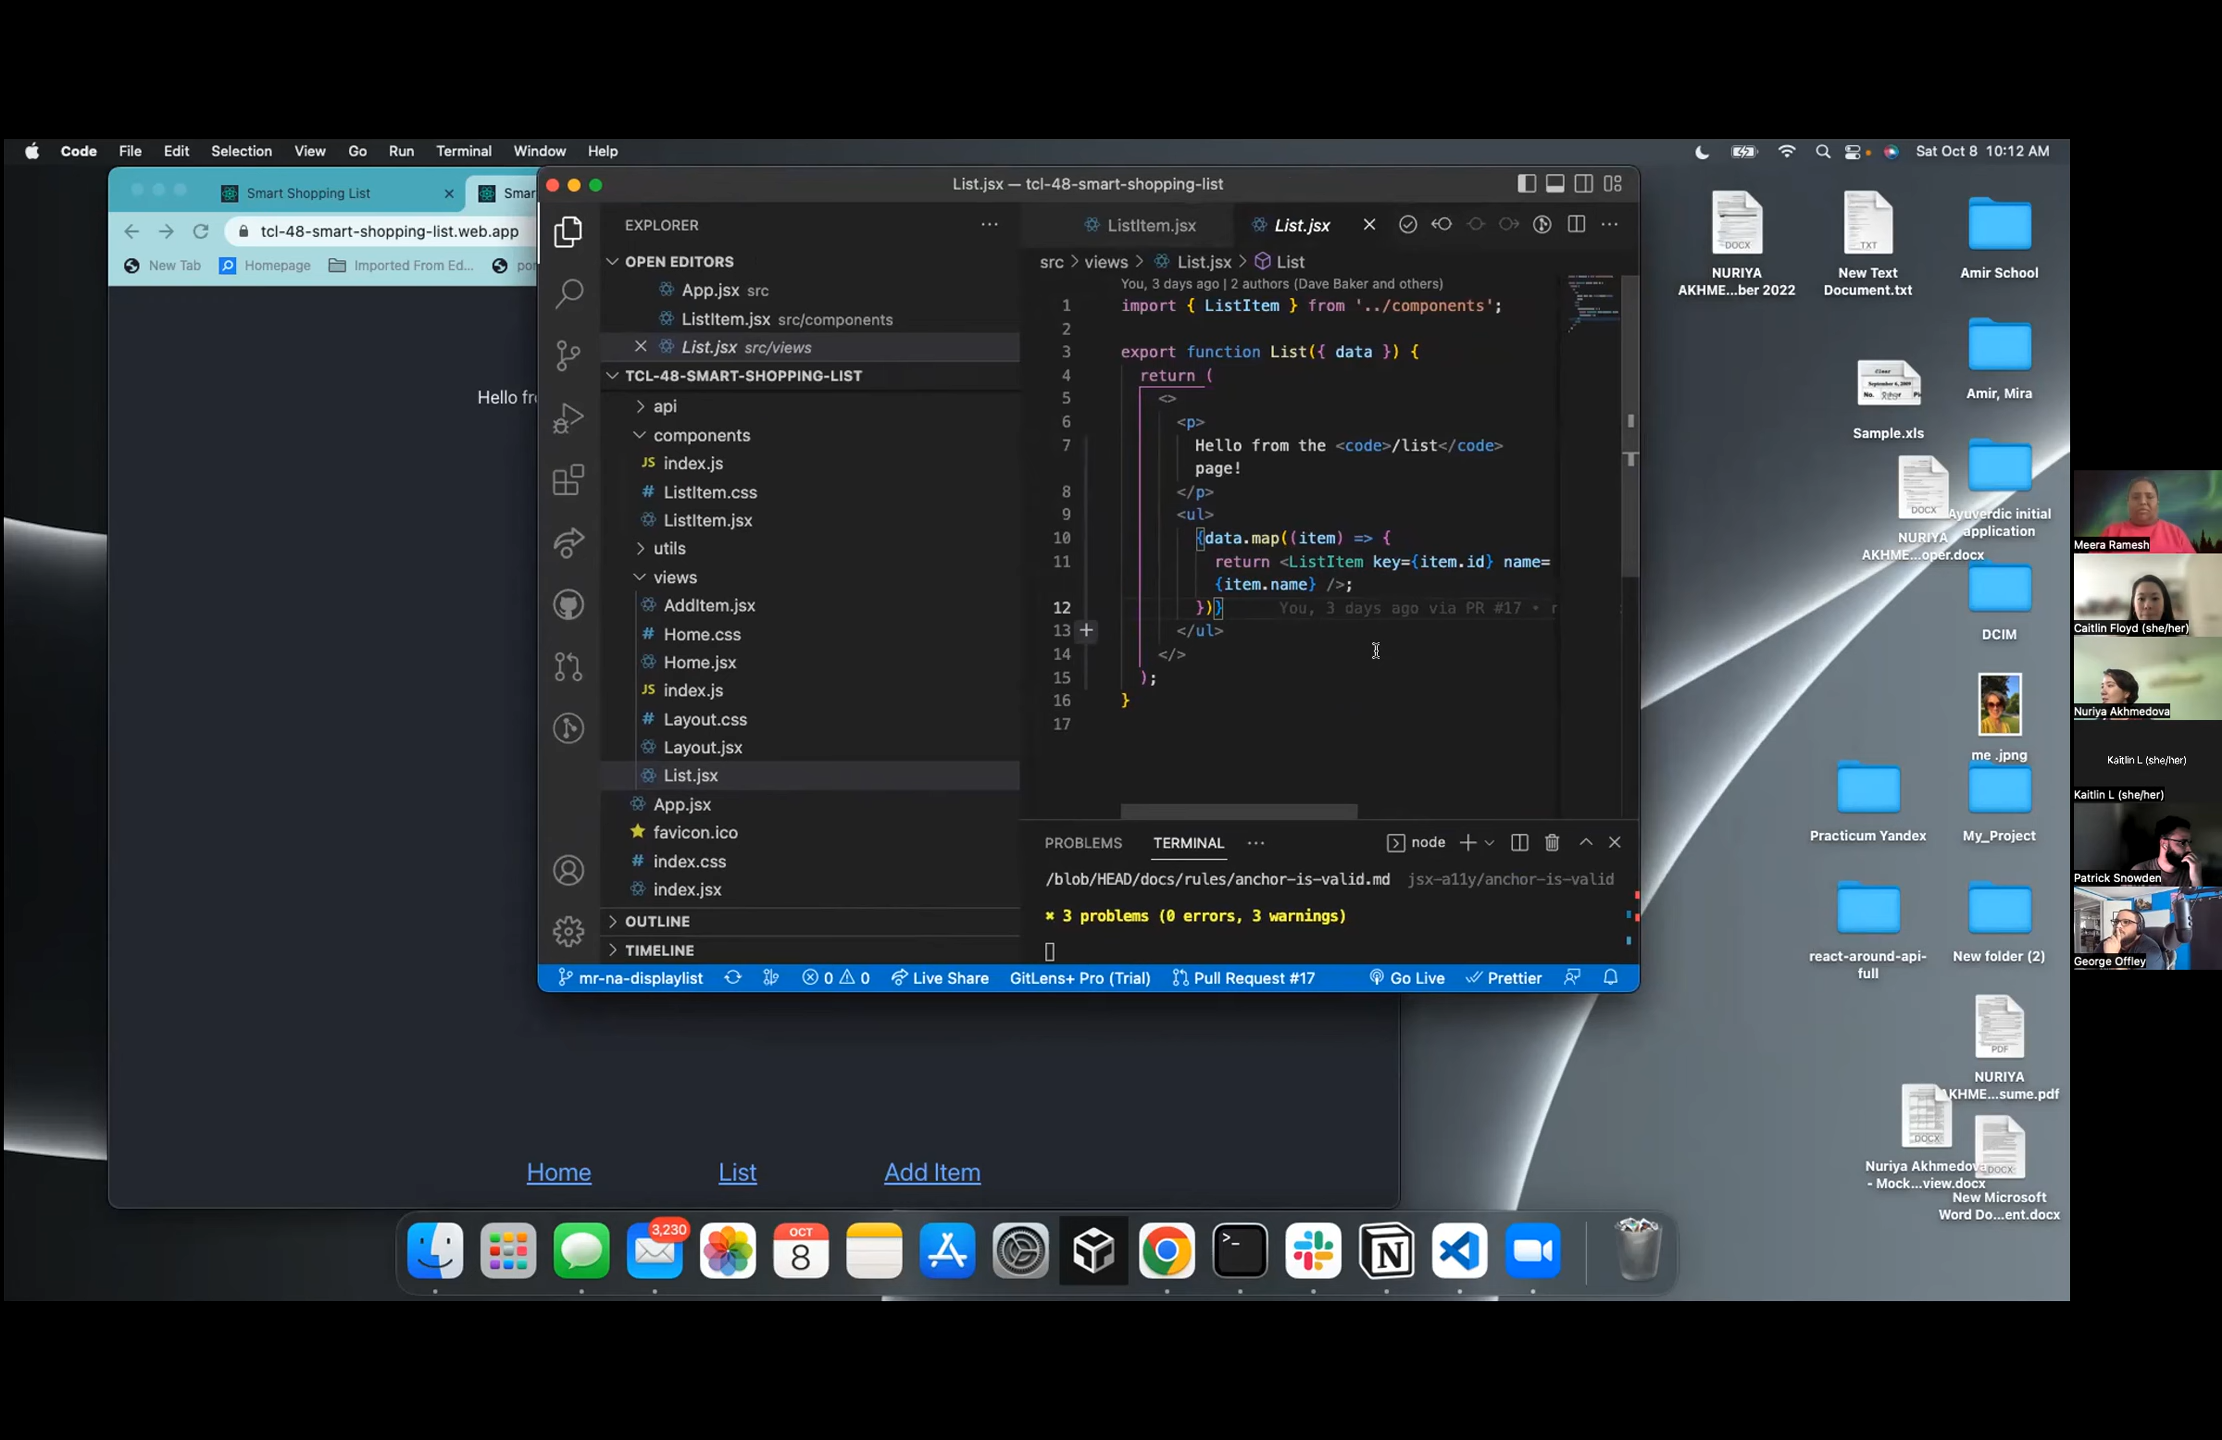 Code File Edit Selection View Go Run Terminal Window Help
Sat Oct 8 10:12 AM
Smart Shopping List
Smar
tcl-48-smart-shopping-list.web.app
New Tab Homepage Imported From Ed... por
Hello fr
Home List Add Item
List.jsx — tcl-48-smart-shopping-list
EXPLORER
OPEN EDITORS
App.jsx src
ListItem.jsx src/components
List.jsx src/views
TCL-48-SMART-SHOPPING-LIST
api
components
JS index.js
# ListItem.css
ListItem.jsx
utils
views
AddItem.jsx
# Home.css
Home.jsx
JS index.js
# Layout.css
Layout.jsx
List.jsx
App.jsx
favicon.ico
# index.css
index.jsx
OUTLINE
TIMELINE
ListItem.jsx List.jsx
src > views > List.jsx > List
You, 3 days ago | 2 authors (Dave Baker and others)
1 import { ListItem } from '../components';
2
3 export function List({ data }) {
4 return (
5 <>
6 <p>
7 Hello from the <code>/list</code>
page!
8 </p>
9 <ul>
10 {data.map((item) => {
11 return <ListItem key={item.id} name=
{item.name} />;
12 })} You, 3 days ago via PR #17 • r
13 </ul>
14 </>
15 );
16 }
17
PROBLEMS TERMINAL node
/blob/HEAD/docs/rules/anchor-is-valid.md jsx-a11y/anchor-is-valid
✖ 3 problems (0 errors, 3 warnings)
mr-na-displaylist 0 0 Live Share GitLens+ Pro (Trial) Pull Request #17 Go Live Prettier
DOCX
NURIYA
AKHME...ber 2022
TXT
New Text
Document.txt
Amir School
Sample.xls
Amir, Mira
DOCX
NURIYA
AKHME...oper.docx
Ayuverdic initial
application
DCIM
me .jpng
Practicum Yandex
My_Project
react-around-api-
full
New folder (2)
PDF
NURIYA
AKHME...sume.pdf
DOCX
Nuriya Akhmedova
- Mock...view.docx
DOCX
New Microsoft
Word Do...ent.docx
3,230
OCT
8
Meera Ramesh
Caitlin Floyd (she/her)
Nuriya Akhmedova
Kaitlin L (she/her)
Kaitlin L (she/her)
Patrick Snowden
George Offley